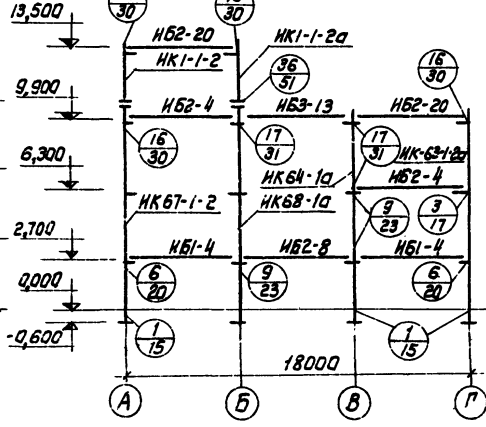 30
30
13,500
ИБ2-20
ИК1-1-2а
ИК1-1-2
36
51
16
30
9,900
ИБ2-4
ИБ3-13
ИБ2-20
16
30
17
31
17
31
ИК-63-1-2а
6,300
ИК64-1а
ИБ2-4
ИК67-1-2
ИК68-1а
9
23
3
17
2,700
ИБ1-4
ИБ2-8
ИБ1-4
6
20
9
23
6
20
0,000
-0,600
1
15
1
15
18000
А
Б
В
Г